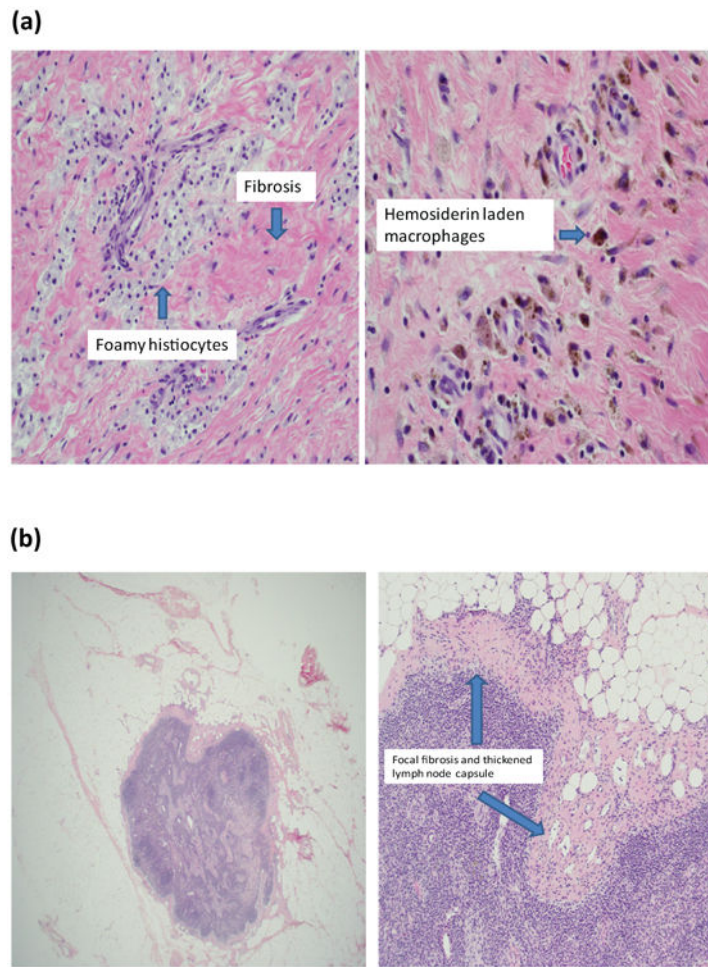 (a)
Fibrosis
Foamy histiocytes
Hemosiderin laden
macrophages
(b)
Focal fibrosis and thickened
lymph node capsule